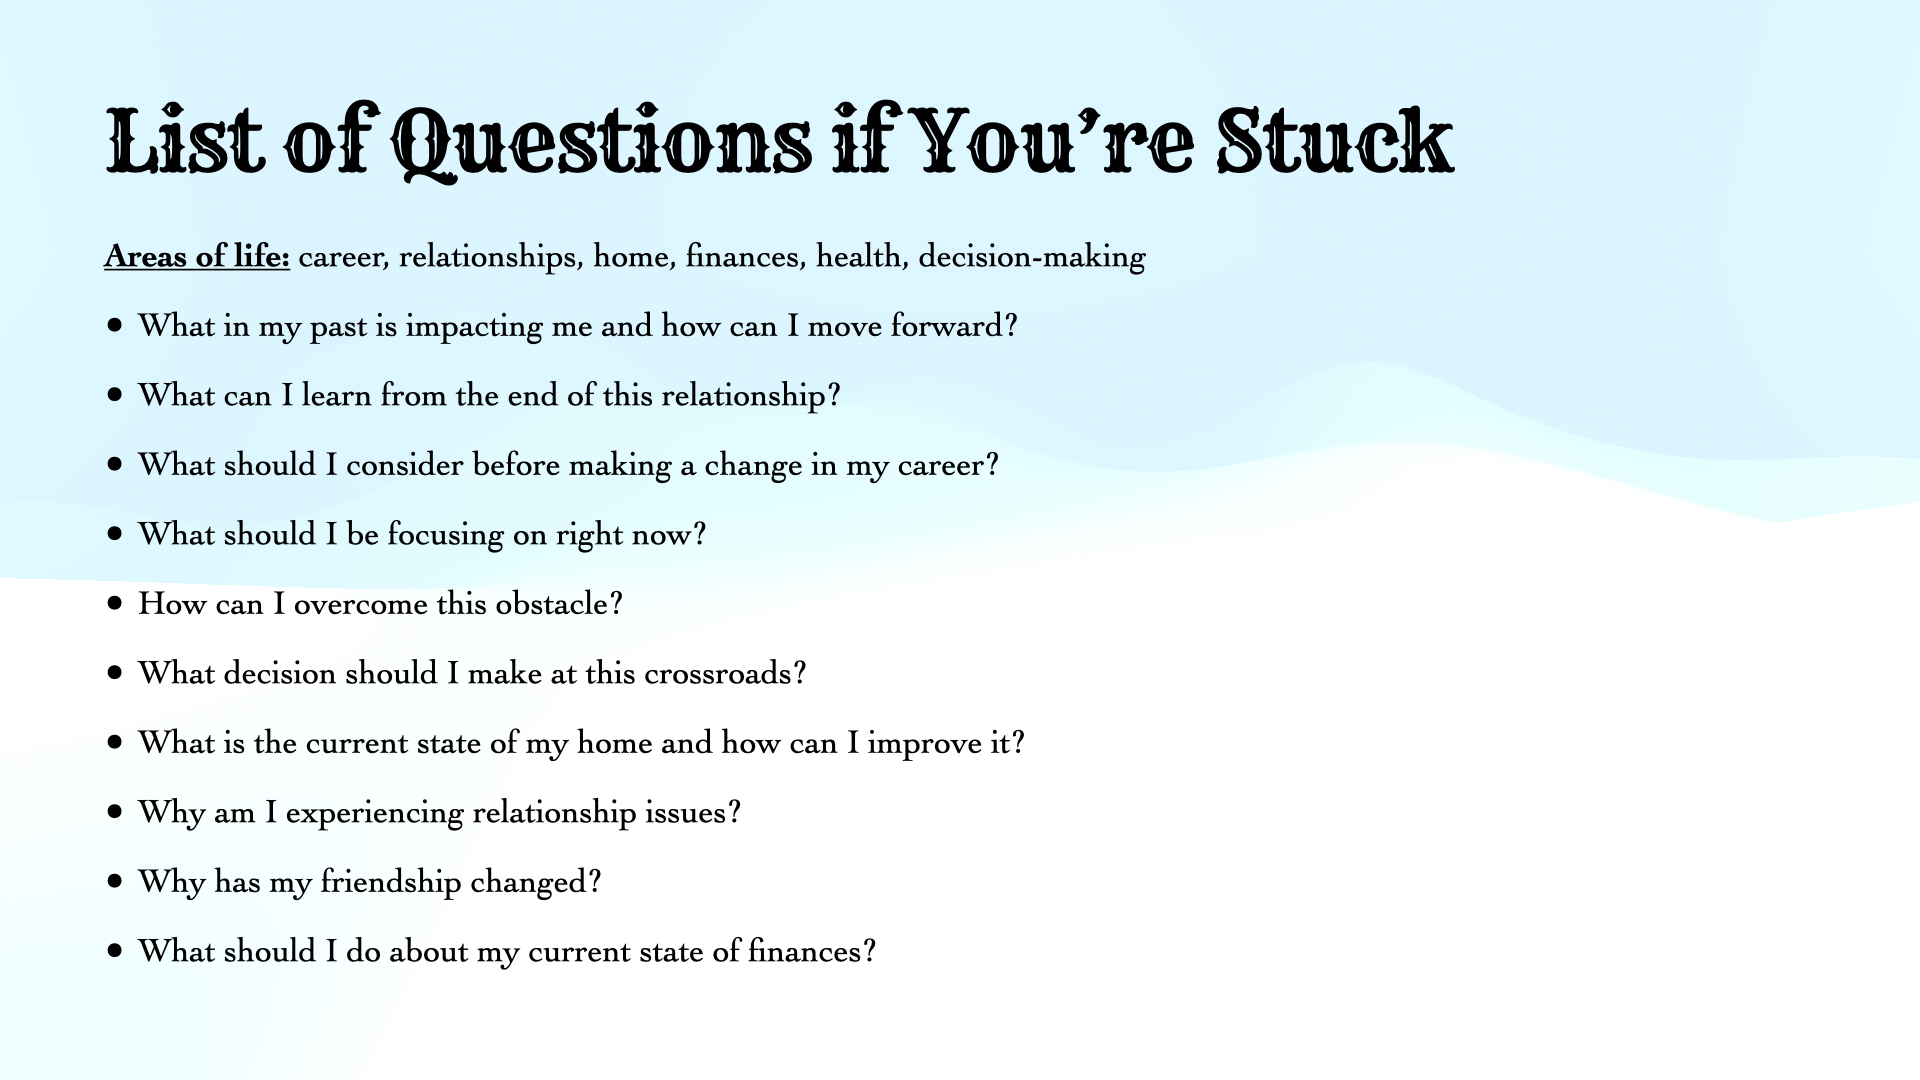 List of Questions if You’re Stuck
Areas of life: career, relationships, home, finances, health, decision-making
• What in my past is impacting me and how can I move forward?
• What can I learn from the end of this relationship?
• What should I consider before making a change in my career?
• What should I be focusing on right now?
• How can I overcome this obstacle?
• What decision should I make at this crossroads?
• What is the current state of my home and how can I improve it?
• Why am I experiencing relationship issues?
• Why has my friendship changed?
• What should I do about my current state of finances?